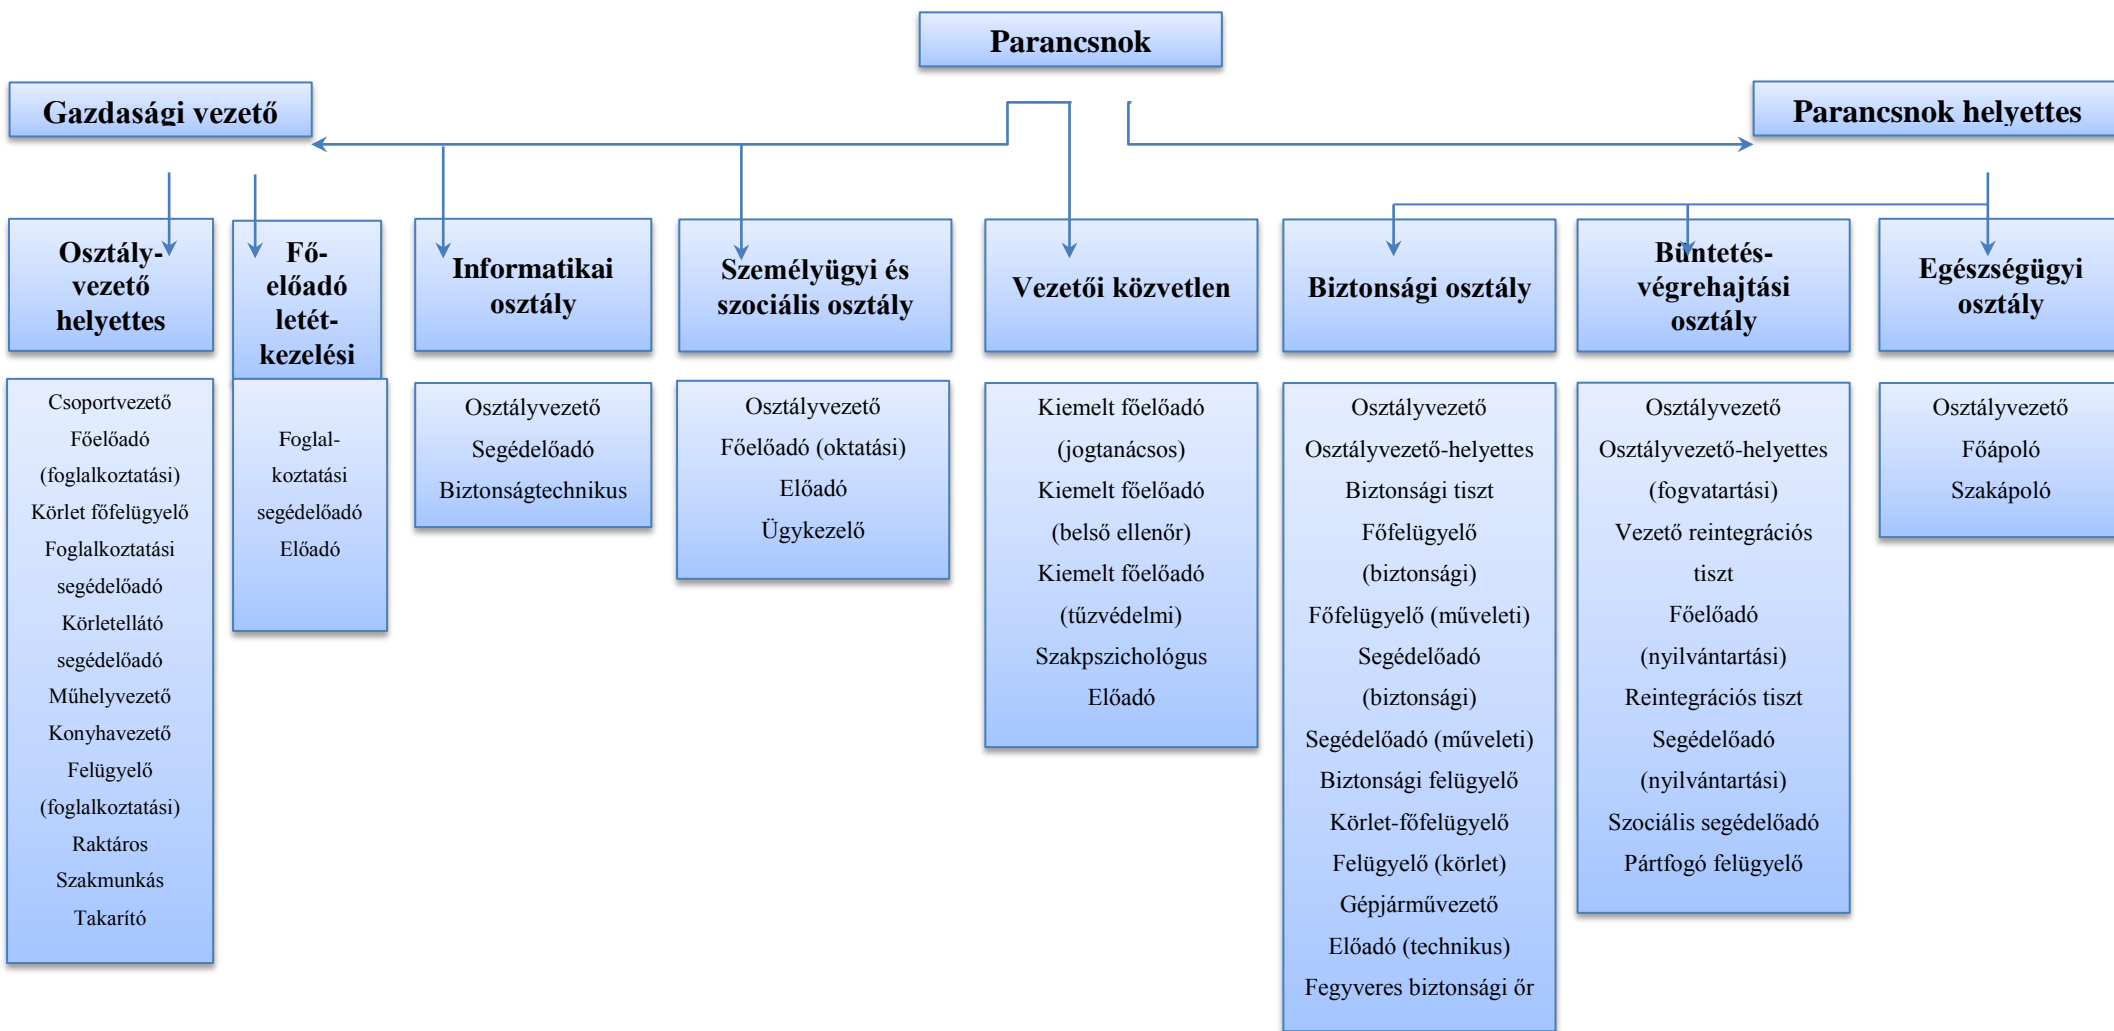 Parancsnok
Gazdasági vezető
Parancsnok helyettes
Osztály-
vezető
helyettes
Fő-
előadó
letét-
kezelési
Informatikai
osztály
Személyügyi és
szociális osztály
Vezetői közvetlen
Biztonsági osztály
Büntetés-
végrehajtási
osztály
Egészségügyi
osztály
Csoportvezető
Főelőadó
(foglalkoztatási)
Körlet főfelügyelő
Foglalkoztatási
segédelőadó
Körletellátó
segédelőadó
Műhelyvezető
Konyhavezető
Felügyelő
(foglalkoztatási)
Raktáros
Szakmunkás
Takarító
Foglal-
koztatási
segédelőadó
Előadó
Osztályvezető
Segédelőadó
Biztonságtechnikus
Osztályvezető
Főelőadó (oktatási)
Előadó
Ügykezelő
Kiemelt főelőadó
(jogtanácsos)
Kiemelt főelőadó
(belső ellenőr)
Kiemelt főelőadó
(tűzvédelmi)
Szakpszichológus
Előadó
Osztályvezető
Osztályvezető-helyettes
Biztonsági tiszt
Főfelügyelő
(biztonsági)
Főfelügyelő (műveleti)
Segédelőadó
(biztonsági)
Segédelőadó (műveleti)
Biztonsági felügyelő
Körlet-főfelügyelő
Felügyelő (körlet)
Gépjárművezető
Előadó (technikus)
Fegyveres biztonsági őr
Osztályvezető
Osztályvezető-helyettes
(fogvatartási)
Vezető reintegrációs
tiszt
Főelőadó
(nyilvántartási)
Reintegrációs tiszt
Segédelőadó
(nyilvántartási)
Szociális segédelőadó
Pártfogó felügyelő
Osztályvezető
Főápoló
Szakápoló